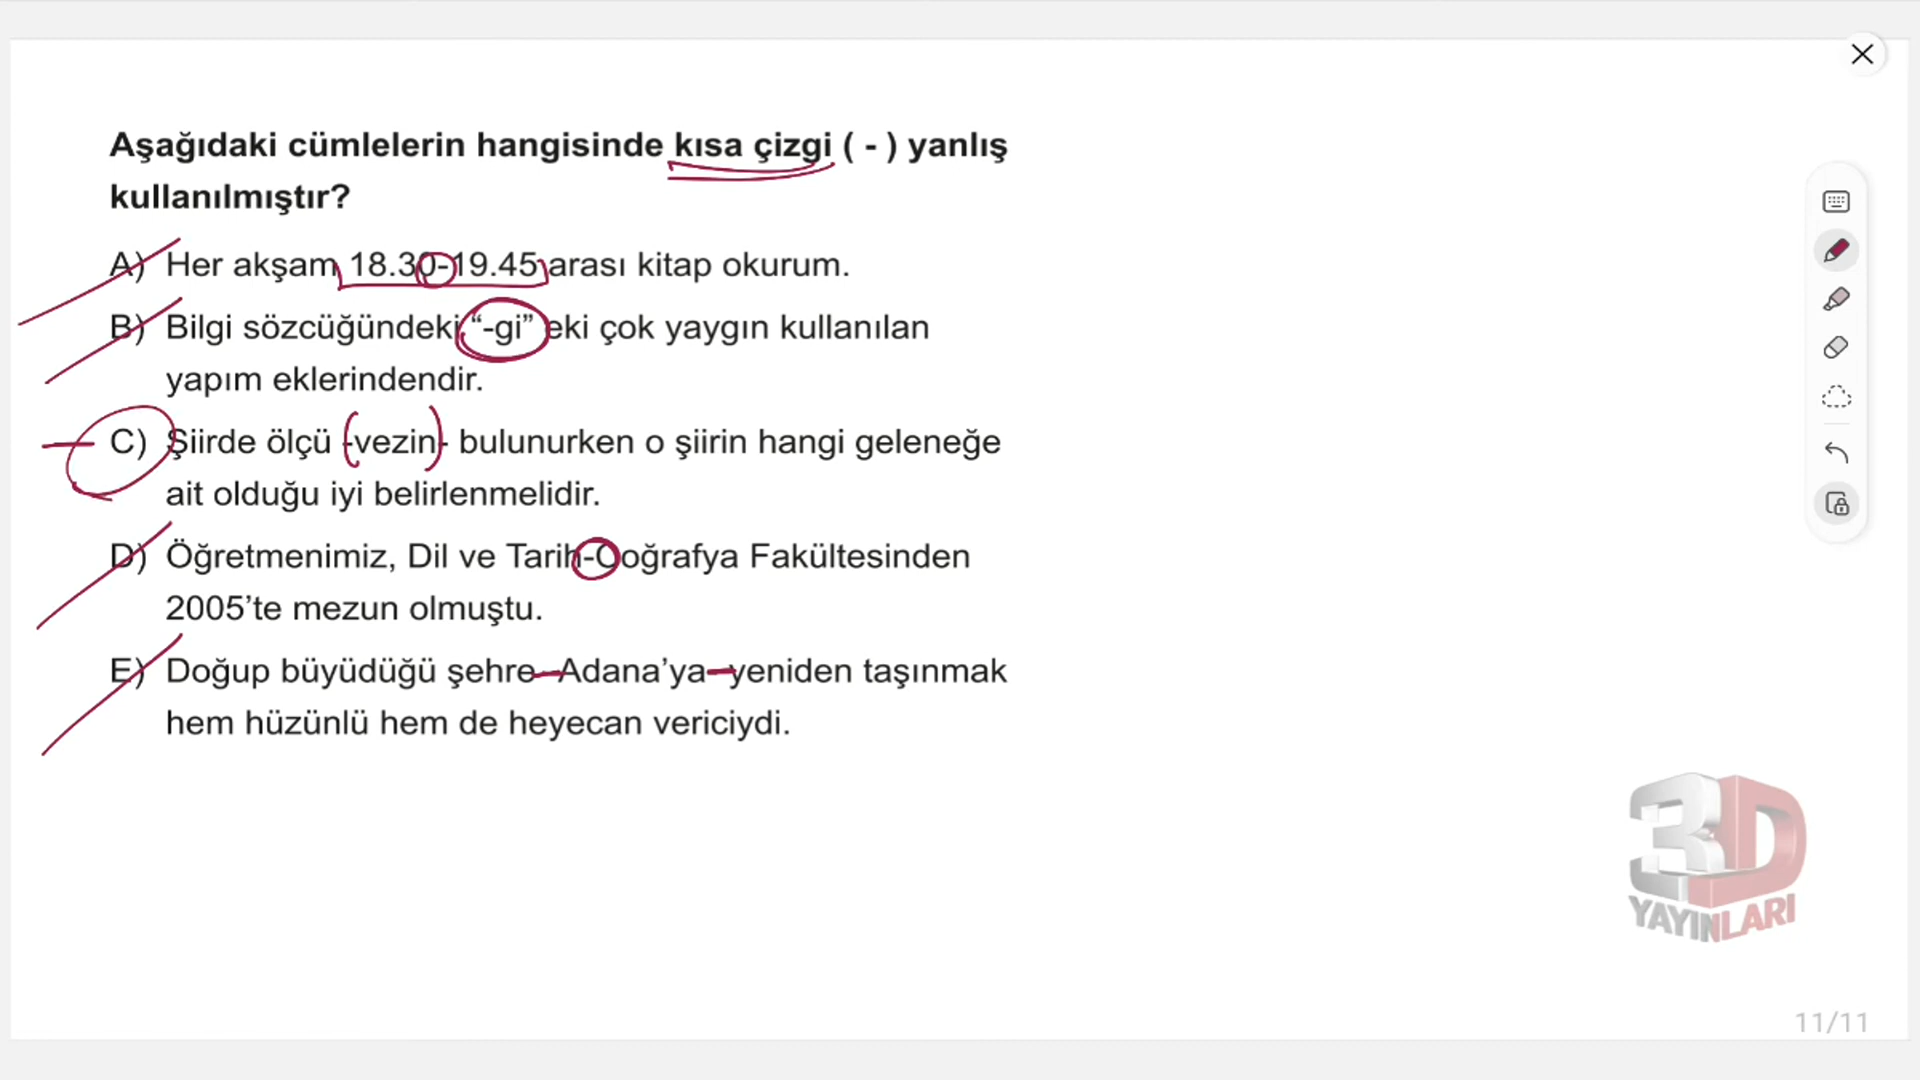 Aşağıdaki cümlelerin hangisinde kısa çizgi ( - ) yanlış
kullanılmıştır?
A) Her akşam 18.30-19.45 arası kitap okurum.
B) Bilgi sözcüğündeki “-gi” eki çok yaygın kullanılan
yapım eklerindendir.
C) Şiirde ölçü -vezin- bulunurken o şiirin hangi geleneğe
ait olduğu iyi belirlenmelidir.
D) Öğretmenimiz, Dil ve Tarih-Coğrafya Fakültesinden
2005’te mezun olmuştu.
E) Doğup büyüdüğü şehre-Adana’ya-yeniden taşınmak
hem hüzünlü hem de heyecan vericiydi.
3D
YAYINLARI
11/11